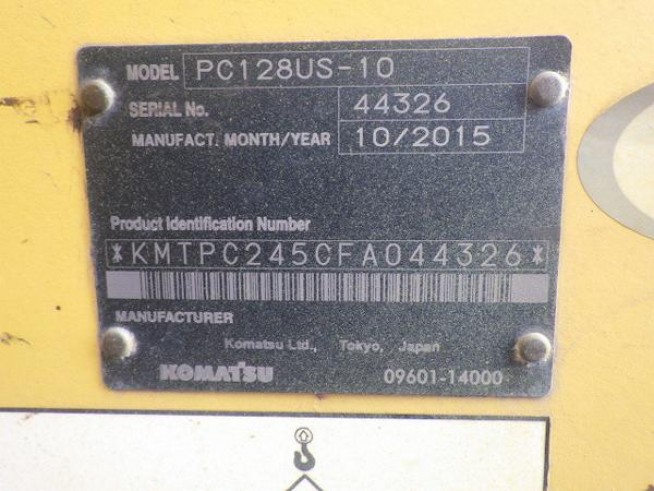 MODEL PC128US-10
SERIAL No. 44326
MANUFACT. MONTH/YEAR 10/2015
Product Identification Number
*KMTPC245CFA044326*
MANUFACTURER
Komatsu Ltd., Tokyo, Japan
KOMATSU 09601-14000